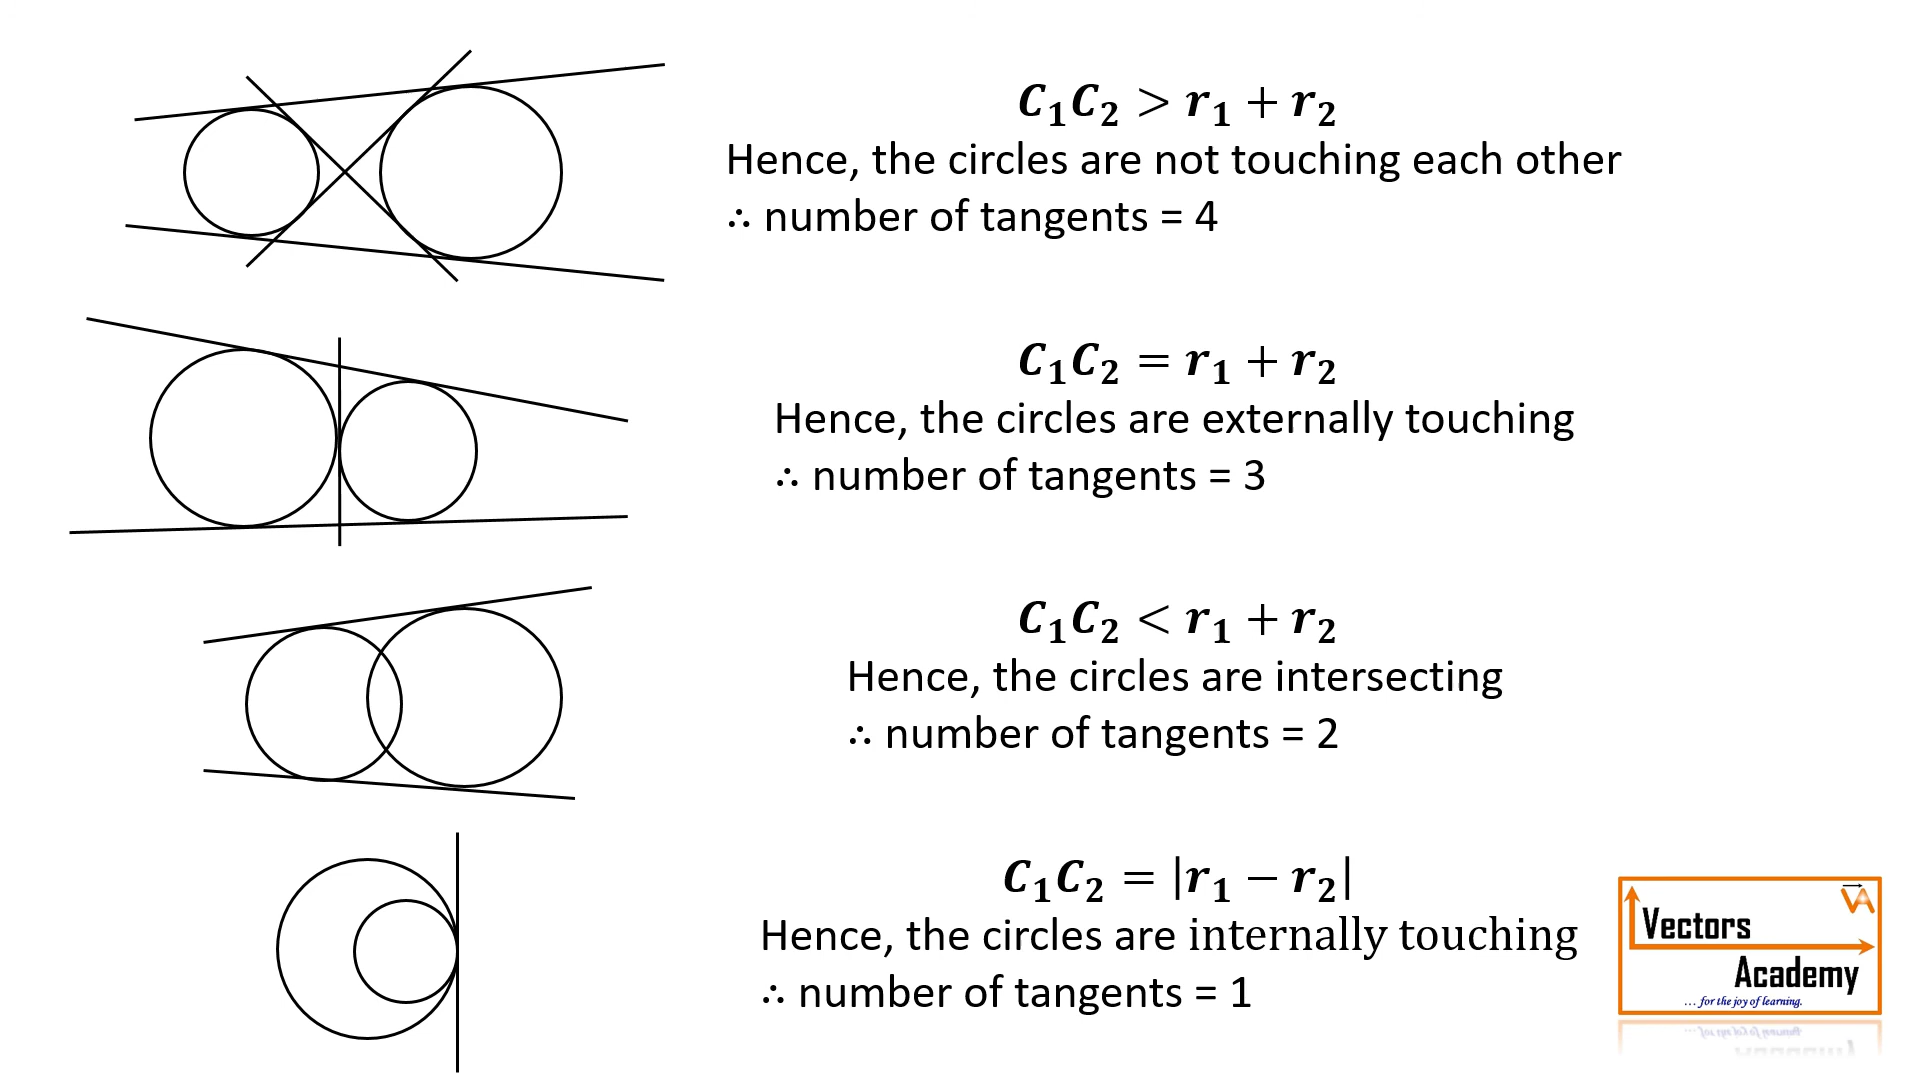 C₁C₂ > r₁ + r₂
Hence, the circles are not touching each other
∴ number of tangents = 4
C₁C₂ = r₁ + r₂
Hence, the circles are externally touching
∴ number of tangents = 3
C₁C₂ < r₁ + r₂
Hence, the circles are intersecting
∴ number of tangents = 2
C₁C₂ = |r₁ − r₂|
Hence, the circles are internally touching
∴ number of tangents = 1
VA
Vectors
Academy
... for the joy of learning.